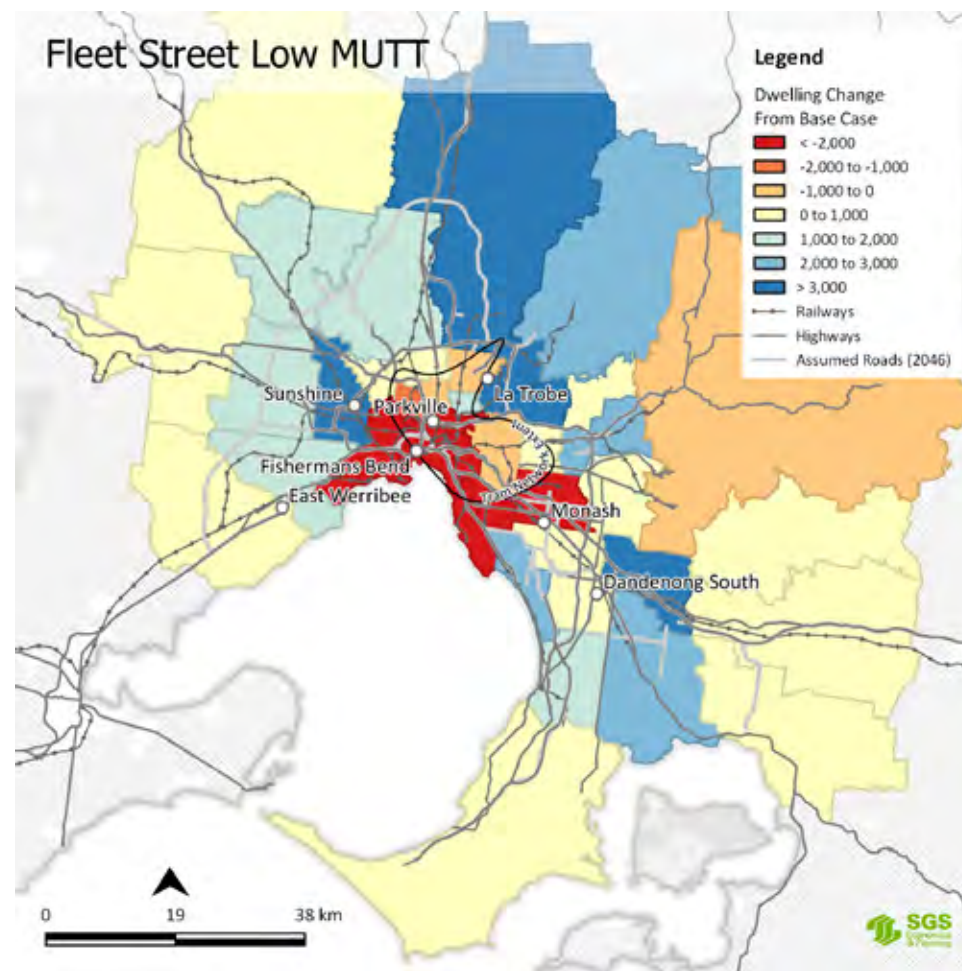 Fleet Street Low MUTT
Legend
Dwelling Change
From Base Case
< -2,000
-2,000 to -1,000
-1,000 to 0
0 to 1,000
1,000 to 2,000
2,000 to 3,000
> 3,000
Railways
Highways
Assumed Roads (2046)
Sunshine
Parkville
La Trobe
Tram Network Extent
Fishermans Bend
East Werribee
Monash
Dandenong South
0 19 38 km
SGS
Economics
& Planning